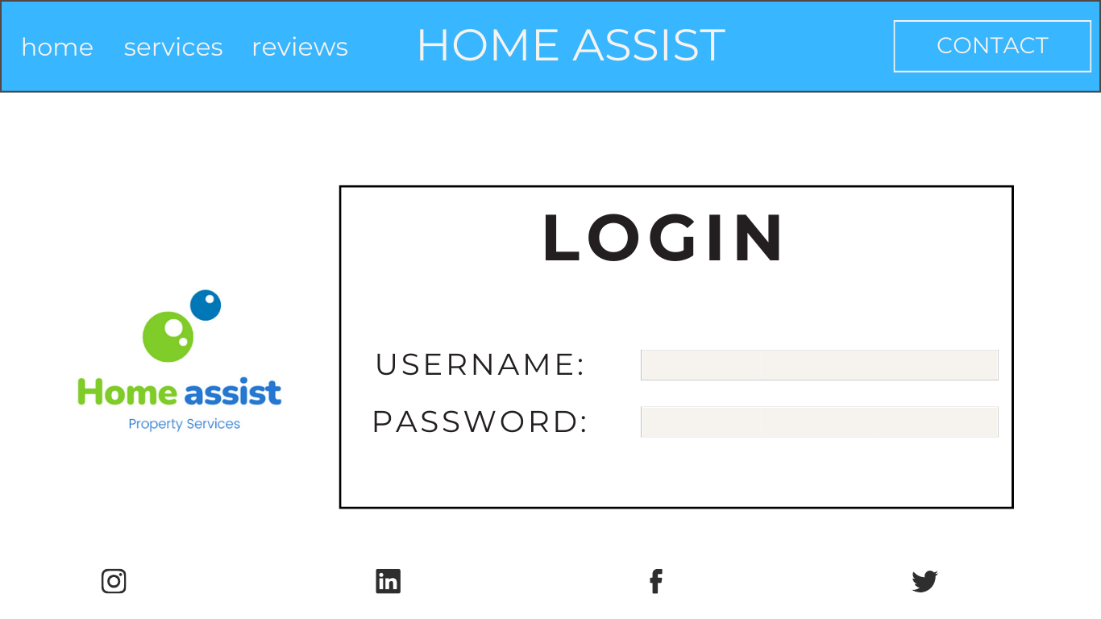 home services reviews HOME ASSIST CONTACT
LOGIN
USERNAME:
PASSWORD:
Home assist
Property Services